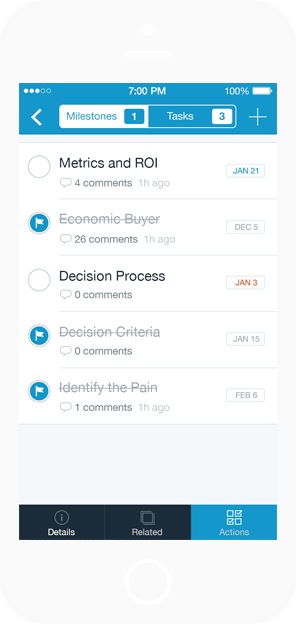 7:00 PM 100%
Milestones 1 Tasks 3
Metrics and ROI JAN 21
4 comments 1h ago
Economic Buyer DEC 5
26 comments 1h ago
Decision Process JAN 3
0 comments
Decision Criteria JAN 15
0 comments
Identify the Pain FEB 6
1 comments 1h ago
Details Related Actions